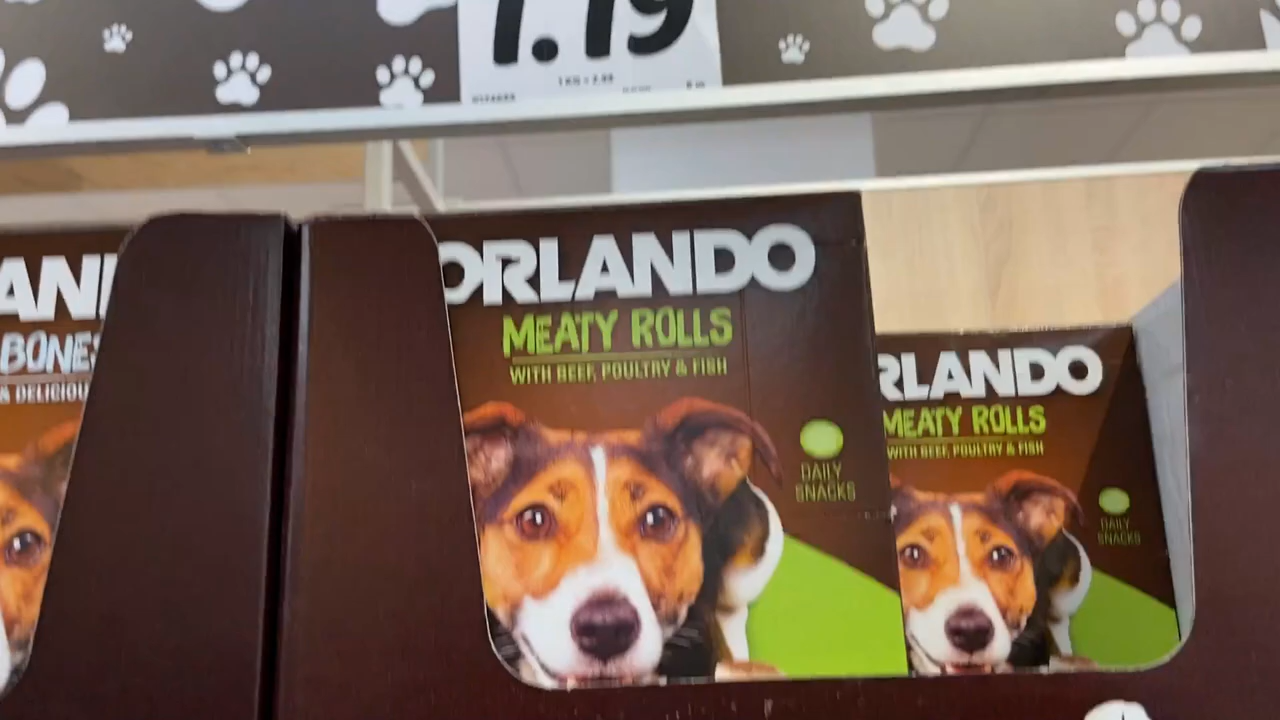 1.19
ORLANDO
MEATY ROLLS
WITH BEEF, POULTRY & FISH
DAILY
SNACKS
RLANDO
MEATY ROLLS
WITH BEEF, POULTRY & FISH
DAILY
SNACKS
AN
BONES
& DELICIOU